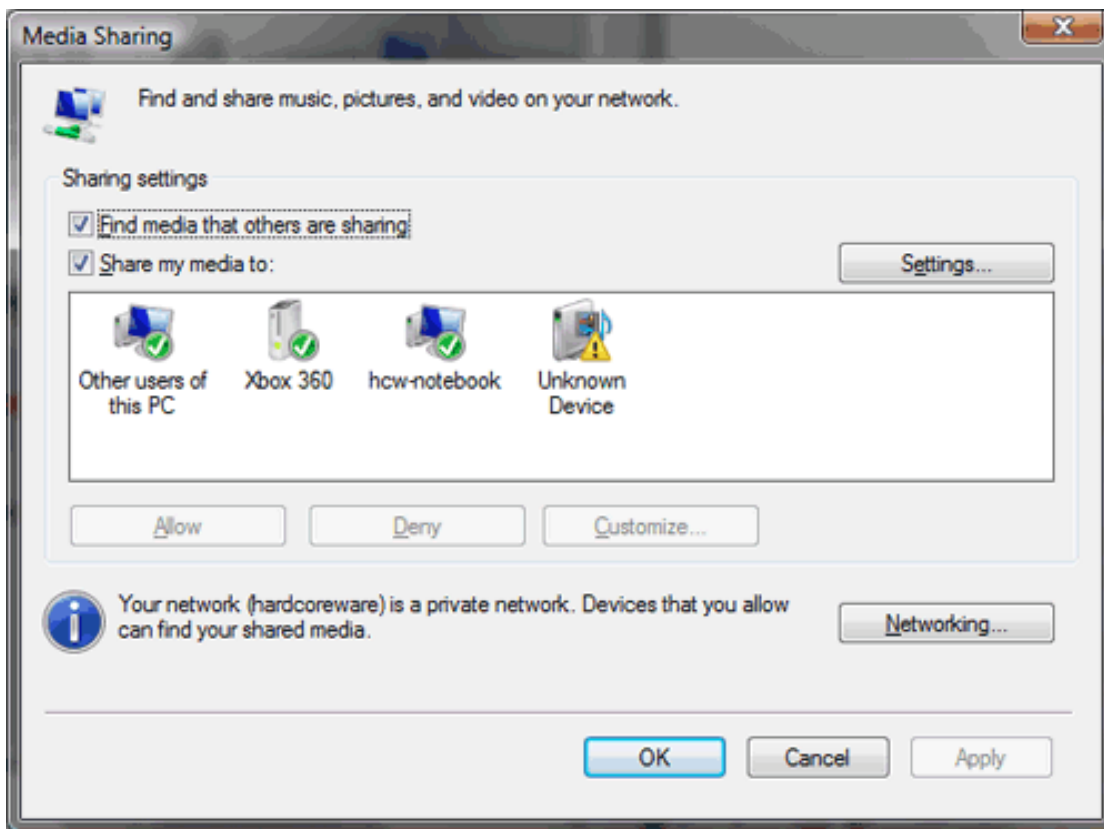 Media Sharing
Find and share music, pictures, and video on your network.
Sharing settings
Find media that others are sharing
Share my media to:
Settings...
Other users of
this PC
Xbox 360
hcw-notebook
Unknown
Device
Allow
Deny
Customize...
Your network (hardcoreware) is a private network. Devices that you allow
can find your shared media.
Networking...
OK
Cancel
Apply